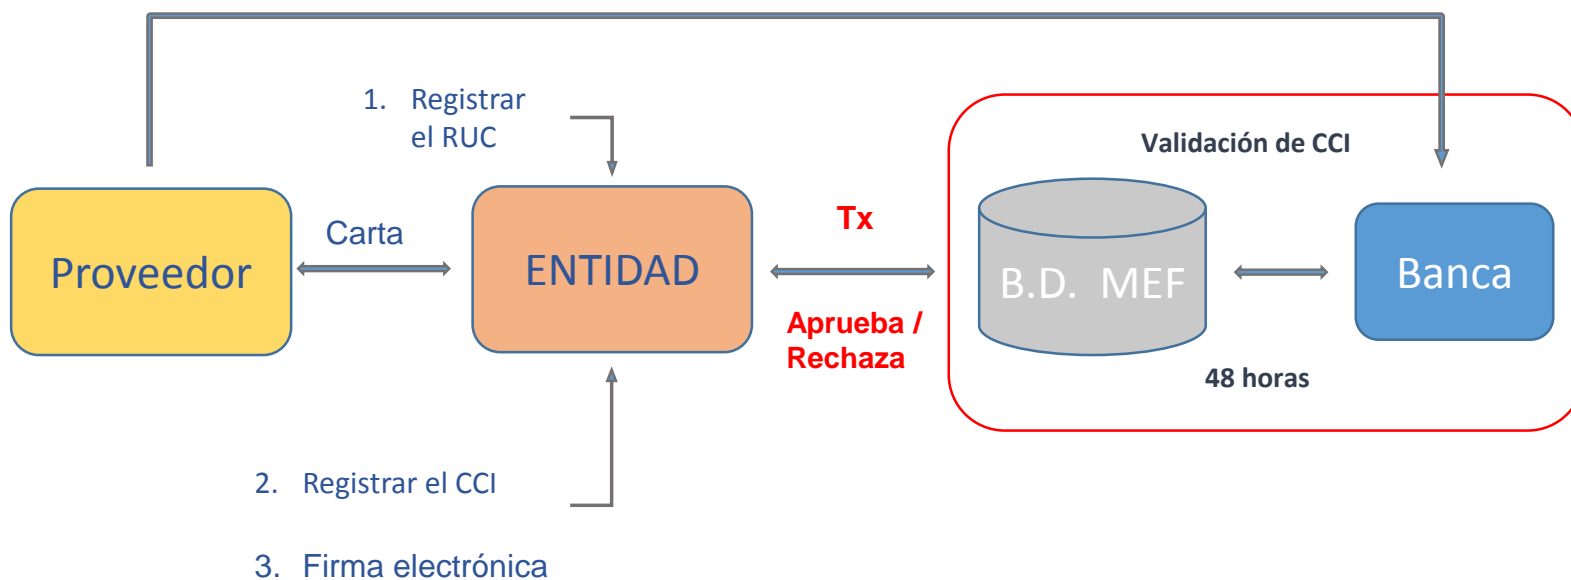 1. Registrar
el RUC
Validación de CCI
Proveedor
Carta
ENTIDAD
Tx
Aprueba /
Rechaza
B.D. MEF
Banca
48 horas
2. Registrar el CCI
3. Firma electrónica